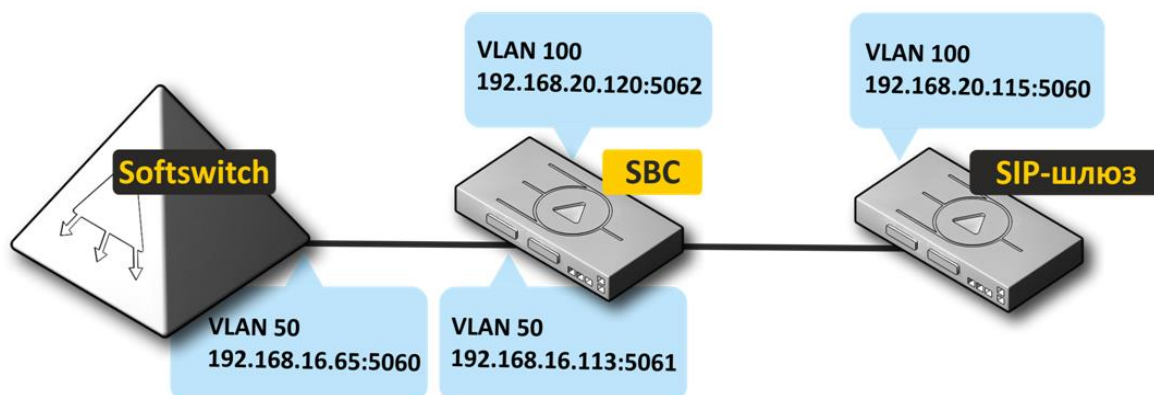 VLAN 100
192.168.20.120:5062
VLAN 100
192.168.20.115:5060
Softswitch
SBC
SIP-шлюз
VLAN 50
192.168.16.65:5060
VLAN 50
192.168.16.113:5061